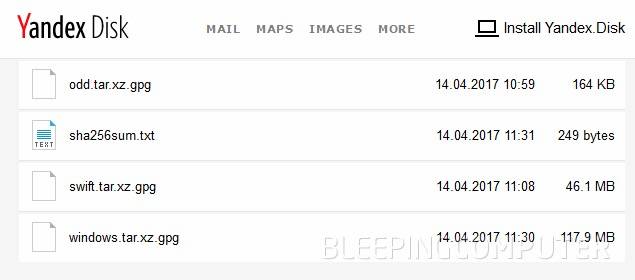 Yandex Disk MAIL MAPS IMAGES MORE Install Yandex.Disk
odd.tar.xz.gpg 14.04.2017 10:59 164 KB
sha256sum.txt 14.04.2017 11:31 249 bytes
TEXT
swift.tar.xz.gpg 14.04.2017 11:08 46.1 MB
windows.tar.xz.gpg 14.04.2017 11:30 117.9 MB
BLEEPINGCOMPUTER